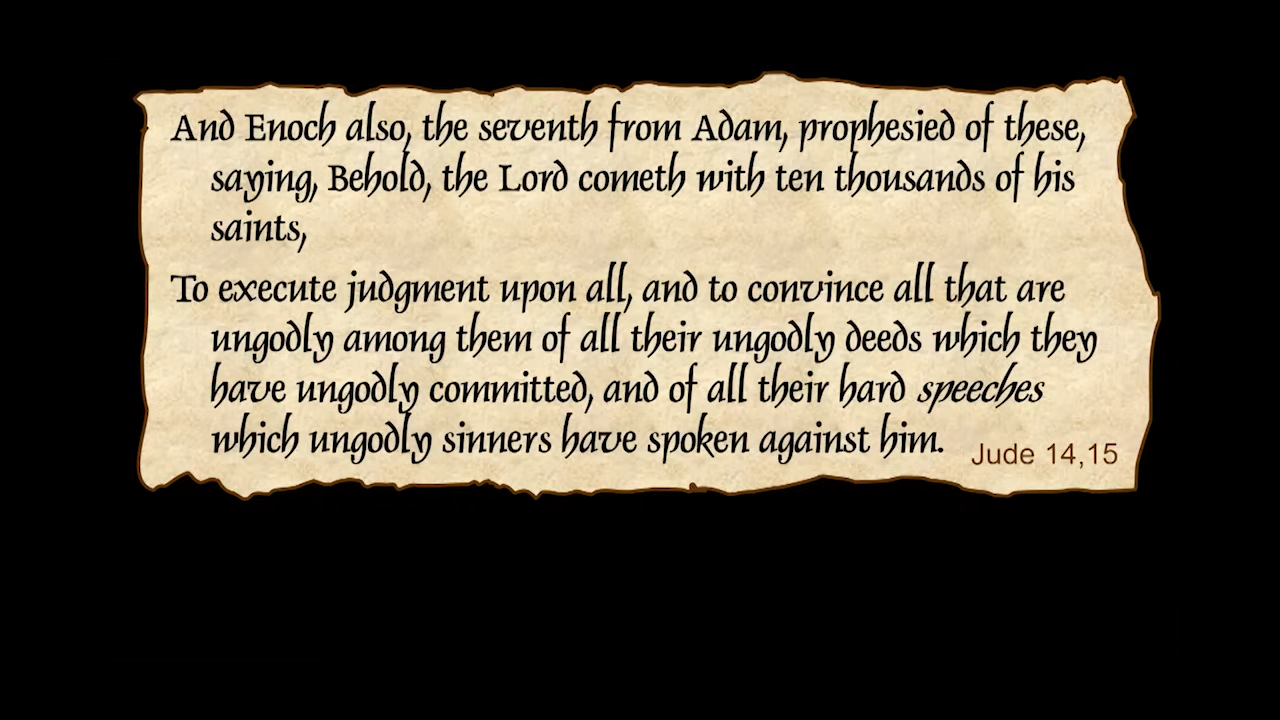 And Enoch also, the seventh from Adam, prophesied of these,
saying, Behold, the Lord cometh with ten thousands of his
saints,
To execute judgment upon all, and to convince all that are
ungodly among them of all their ungodly deeds which they
have ungodly committed, and of all their hard speeches
which ungodly sinners have spoken against him.
Jude 14,15